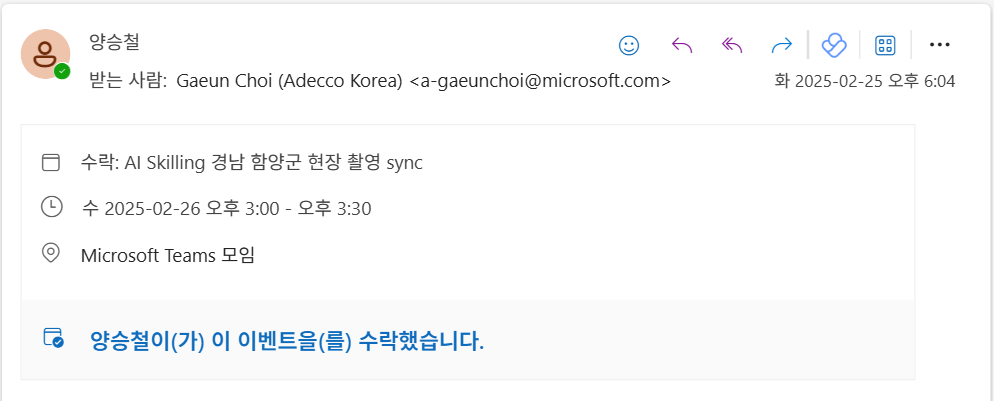 양승철
받는 사람: Gaeun Choi (Adecco Korea) <a-gaeunchoi@microsoft.com>
화 2025-02-25 오후 6:04
수락: AI Skilling 경남 함양군 현장 촬영 sync
수 2025-02-26 오후 3:00 - 오후 3:30
Microsoft Teams 모임
양승철이(가) 이 이벤트을(를) 수락했습니다.